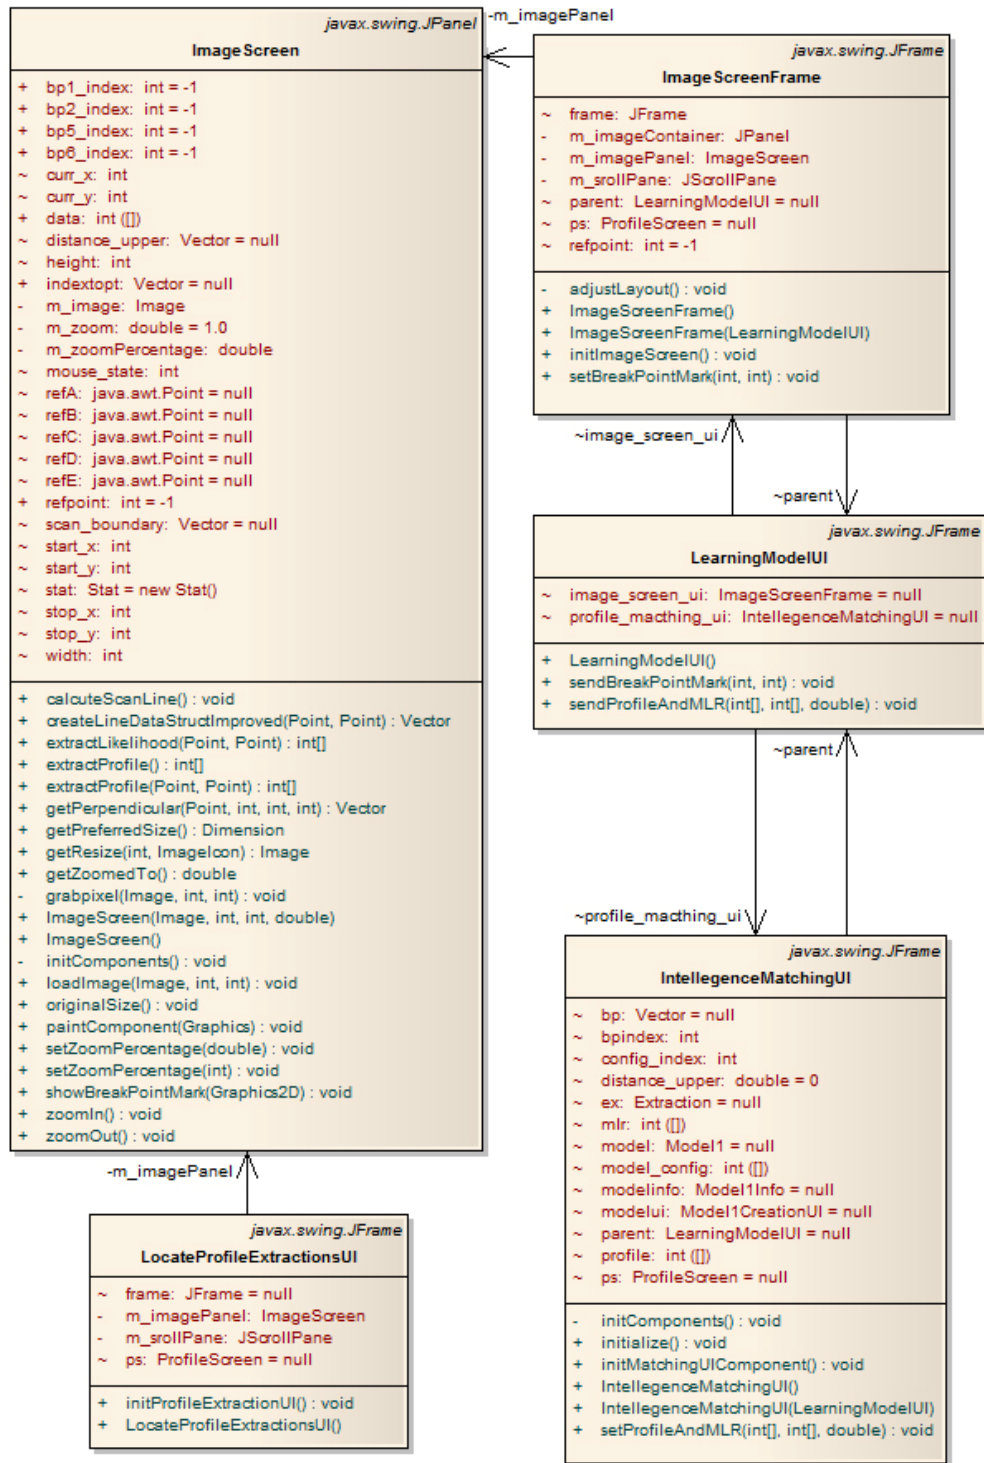 javax.swing.JPanel
ImageScreen
+ bp1_index: int = -1
+ bp2_index: int = -1
+ bp5_index: int = -1
+ bp6_index: int = -1
~ curr_x: int
~ curr_y: int
+ data: int ([])
~ distance_upper: Vector = null
~ height: int
+ indextopt: Vector = null
- m_image: Image
- m_zoom: double = 1.0
- m_zoomPercentage: double
~ mouse_state: int
~ refA: java.awt.Point = null
~ refB: java.awt.Point = null
~ refC: java.awt.Point = null
~ refD: java.awt.Point = null
~ refE: java.awt.Point = null
+ refpoint: int = -1
~ scan_boundary: Vector = null
~ start_x: int
~ start_y: int
~ stat: Stat = new Stat()
~ stop_x: int
~ stop_y: int
~ width: int
+ calcuteScanLine() : void
+ createLineDataStructImproved(Point, Point) : Vector
+ extractLikelihood(Point, Point) : int[]
+ extractProfile() : int[]
+ extractProfile(Point, Point) : int[]
+ getPerpendicular(Point, int, int, int) : Vector
+ getPreferredSize() : Dimension
+ getResize(int, ImageIcon) : Image
+ getZoomedTo() : double
- grabpixel(Image, int, int) : void
+ ImageScreen(Image, int, int, double)
+ ImageScreen()
- initComponents() : void
+ loadImage(Image, int, int) : void
+ originalSize() : void
+ paintComponent(Graphics) : void
+ setZoomPercentage(double) : void
+ setZoomPercentage(int) : void
+ showBreakPointMark(Graphics2D) : void
+ zoomIn() : void
+ zoomOut() : void
-m_imagePanel
javax.swing.JFrame
LocateProfileExtractionsUI
~ frame: JFrame = null
- m_imagePanel: ImageScreen
- m_srollPane: JScrollPane
~ ps: ProfileScreen = null
+ initProfileExtractionUI() : void
+ LocateProfileExtractionsUI()
-m_imagePanel
javax.swing.JFrame
ImageScreenFrame
~ frame: JFrame
- m_imageContainer: JPanel
- m_imagePanel: ImageScreen
- m_srollPane: JScrollPane
~ parent: LearningModelUI = null
~ ps: ProfileScreen = null
~ refpoint: int = -1
- adjustLayout() : void
+ ImageScreenFrame()
+ ImageScreenFrame(LearningModelUI)
+ initImageScreen() : void
+ setBreakPointMark(int, int) : void
~image_screen_ui
~parent
javax.swing.JFrame
LearningModelUI
~ image_screen_ui: ImageScreenFrame = null
~ profile_macthing_ui: IntellegenceMatchingUI = null
+ LearningModelUI()
+ sendBreakPointMark(int, int) : void
+ sendProfileAndMLR(int[], int[], double) : void
~parent
~profile_macthing_ui
javax.swing.JFrame
IntellegenceMatchingUI
~ bp: Vector = null
~ bpindex: int
~ config_index: int
~ distance_upper: double = 0
~ ex: Extraction = null
~ mlr: int ([])
~ model: Model1 = null
~ model_config: int ([])
~ modelinfo: Model1Info = null
~ modelui: Model1CreationUI = null
~ parent: LearningModelUI = null
~ profile: int ([])
~ ps: ProfileScreen = null
- initComponents() : void
+ initialize() : void
+ initMatchingUIComponent() : void
+ IntellegenceMatchingUI()
+ IntellegenceMatchingUI(LearningModelUI)
+ setProfileAndMLR(int[], int[], double) : void